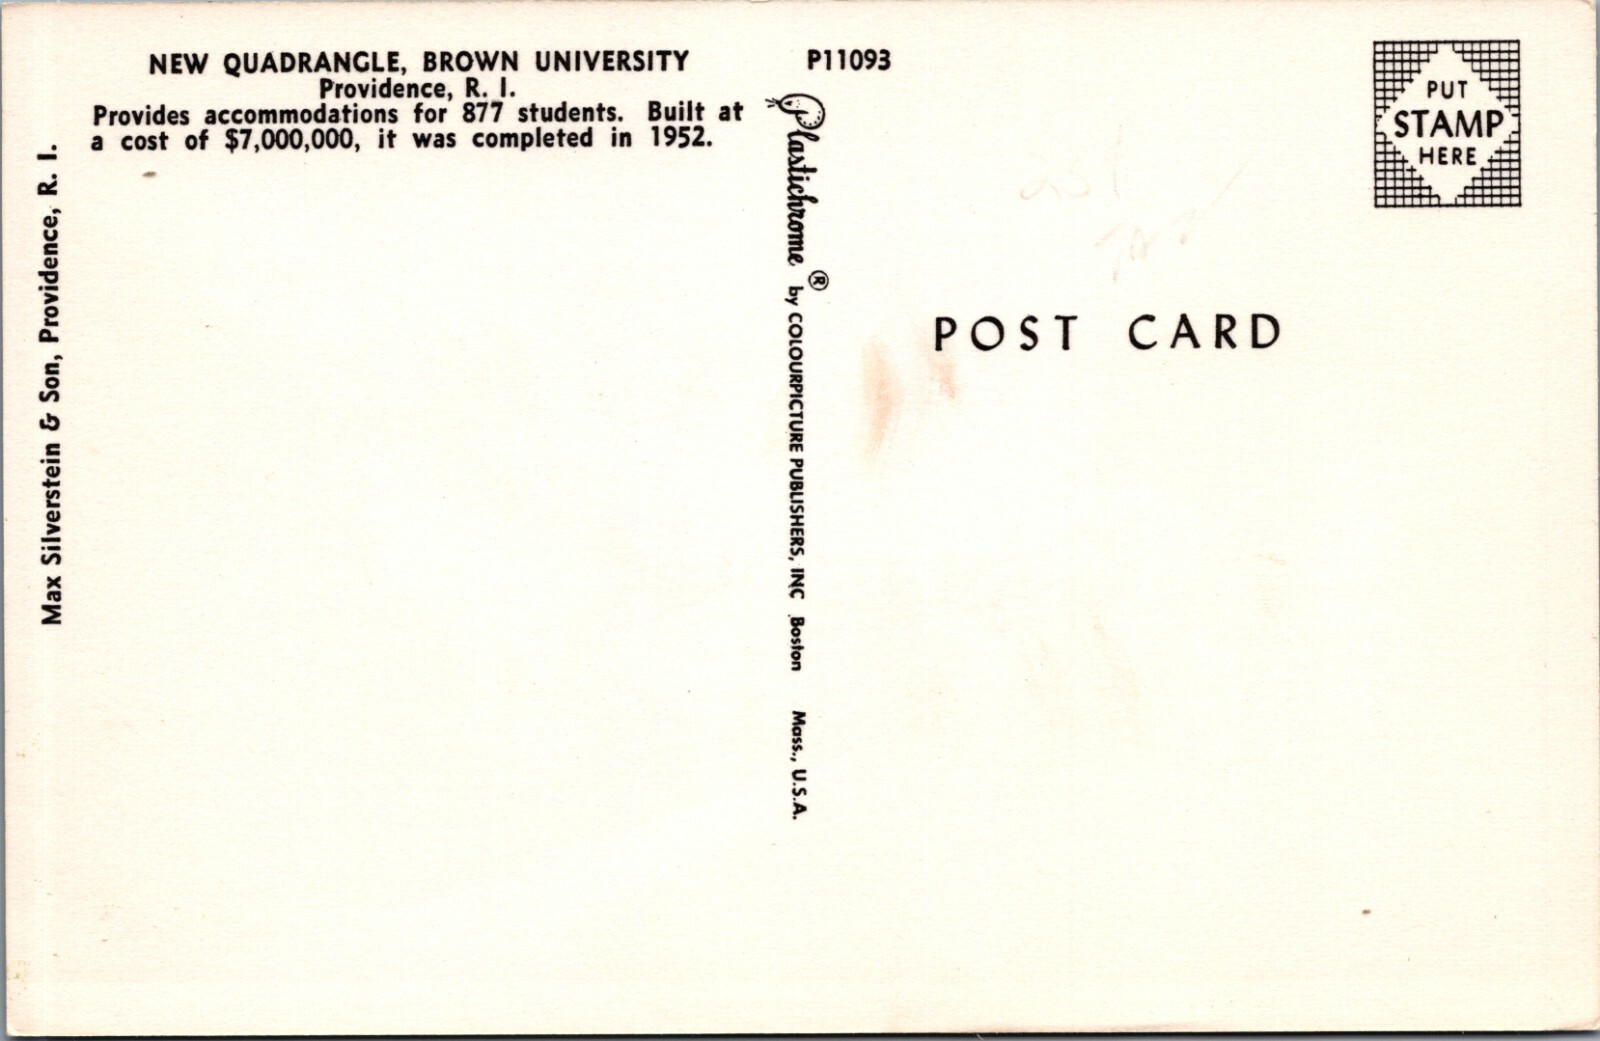 NEW QUADRANGLE, BROWN UNIVERSITY
Providence, R. I.
Provides accommodations for 877 students. Built at
a cost of $7,000,000, it was completed in 1952.
Max Silverstein & Son, Providence, R. I.
P11093
Plastichrome ® by COLOURPICTURE PUBLISHERS, INC Boston Mass., U.S.A.
PUT
STAMP
HERE
POST CARD